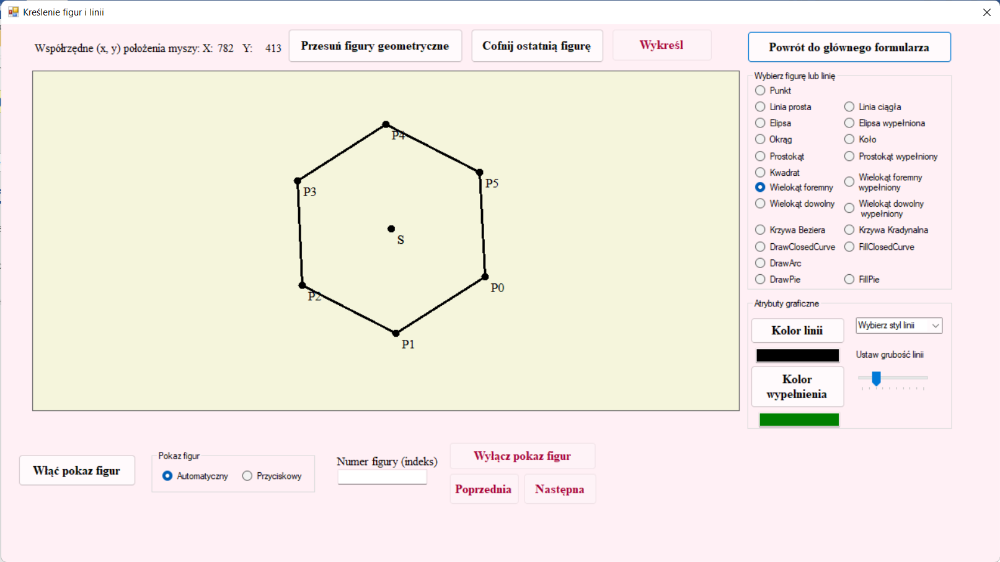 Kreślenie figur i linii
Współrzędne (x, y) położenia myszy: X: 782 Y: 413
Przesuń figury geometryczne
Cofnij ostatnią figurę
Wykreśl
Powrót do głównego formularza
P4
P5
P3
S
P0
P2
P1
Wybierz figurę lub linię
Punkt
Linia prosta
Linia ciągła
Elipsa
Elipsa wypełniona
Okrąg
Koło
Prostokąt
Prostokąt wypełniony
Kwadrat
Wielokąt foremny
Wielokąt foremny
wypełniony
Wielokąt dowolny
Wielokąt dowolny
wypełniony
Krzywa Beziera
Krzywa Kradynalna
DrawClosedCurve
FillClosedCurve
DrawArc
DrawPie
FillPie
Atrybuty graficzne
Kolor linii
Wybierz styl linii
Ustaw grubość linii
Kolor
wypełnienia
Włąć pokaz figur
Pokaz figur
Automatyczny
Przyciskowy
Numer figury (indeks)
Wyłącz pokaz figur
Poprzednia
Następna